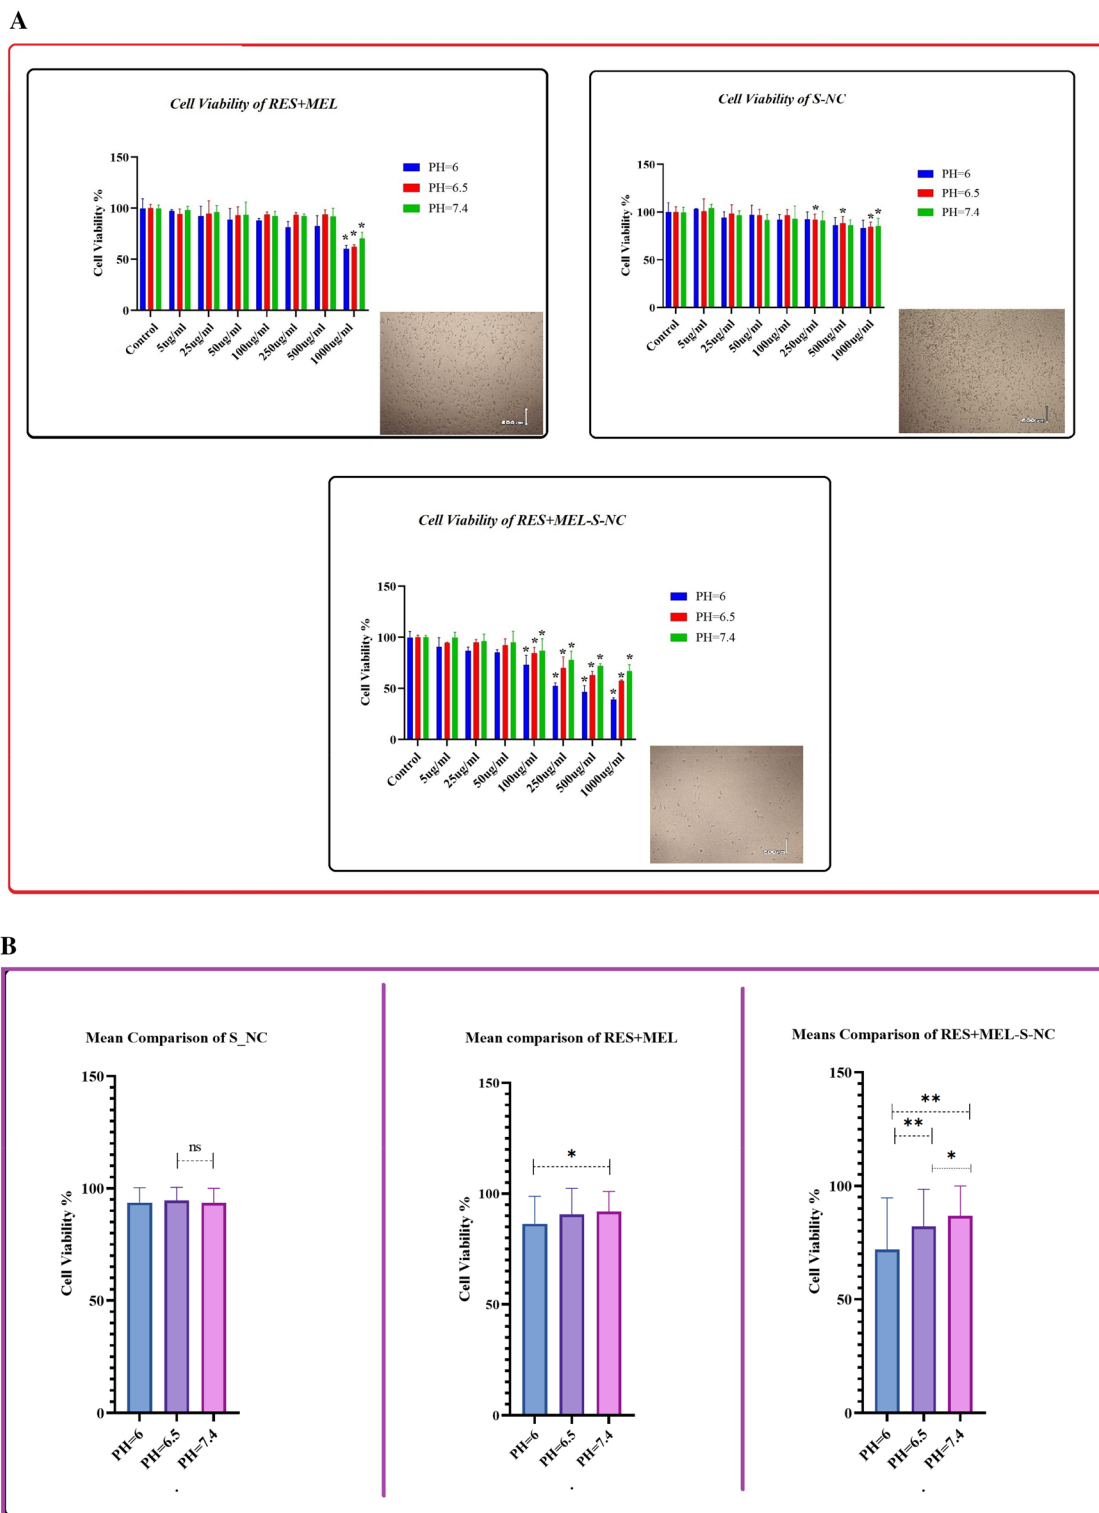 A
Cell Viability of RES+MEL
Cell Viability %
150
100
50
0
Control
5ug/ml
25ug/ml
50ug/ml
100ug/ml
250ug/ml
500ug/ml
1000ug/ml
* * *
PH=6
PH=6.5
PH=7.4
Cell Viability of S-NC
Cell Viability %
150
100
50
0
Control
5ug/ml
25ug/ml
50ug/ml
100ug/ml
250ug/ml
500ug/ml
1000ug/ml
* * * *
PH=6
PH=6.5
PH=7.4
Cell Viability of RES+MEL-S-NC
Cell Viability %
150
100
50
0
Control
5ug/ml
25ug/ml
50ug/ml
100ug/ml
250ug/ml
500ug/ml
1000ug/ml
* * * * * * * * * * * *
PH=6
PH=6.5
PH=7.4
B
Mean Comparison of S_NC
Cell Viability %
150
100
50
0
ns
PH=6
PH=6.5
PH=7.4
.
Mean comparison of RES+MEL
Cell Viability %
150
100
50
0
*
PH=6
PH=6.5
PH=7.4
.
Means Comparison of RES+MEL-S-NC
Cell Viability %
150
100
50
0
**
**
*
PH=6
PH=6.5
PH=7.4
.